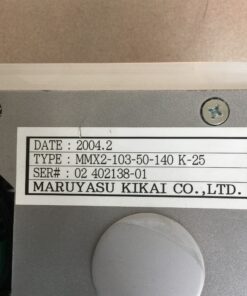 DATE : 2004.2
TYPE : MMX2-103-50-140 K-25
SER# : 02 402138-01
MARUYASU KIKAI CO.,LTD.